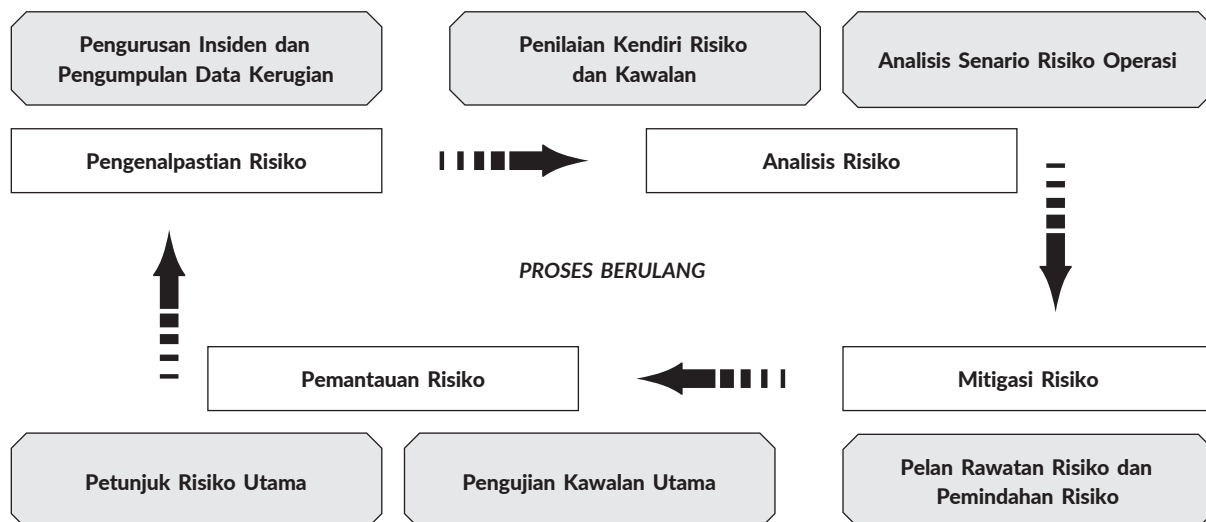 Pengurusan Insiden dan
Pengumpulan Data Kerugian
Penilaian Kendiri Risiko
dan Kawalan
Analisis Senario Risiko Operasi
Pengenalpastian Risiko
Analisis Risiko
PROSES BERULANG
Pemantauan Risiko
Mitigasi Risiko
Petunjuk Risiko Utama
Pengujian Kawalan Utama
Pelan Rawatan Risiko dan
Pemindahan Risiko